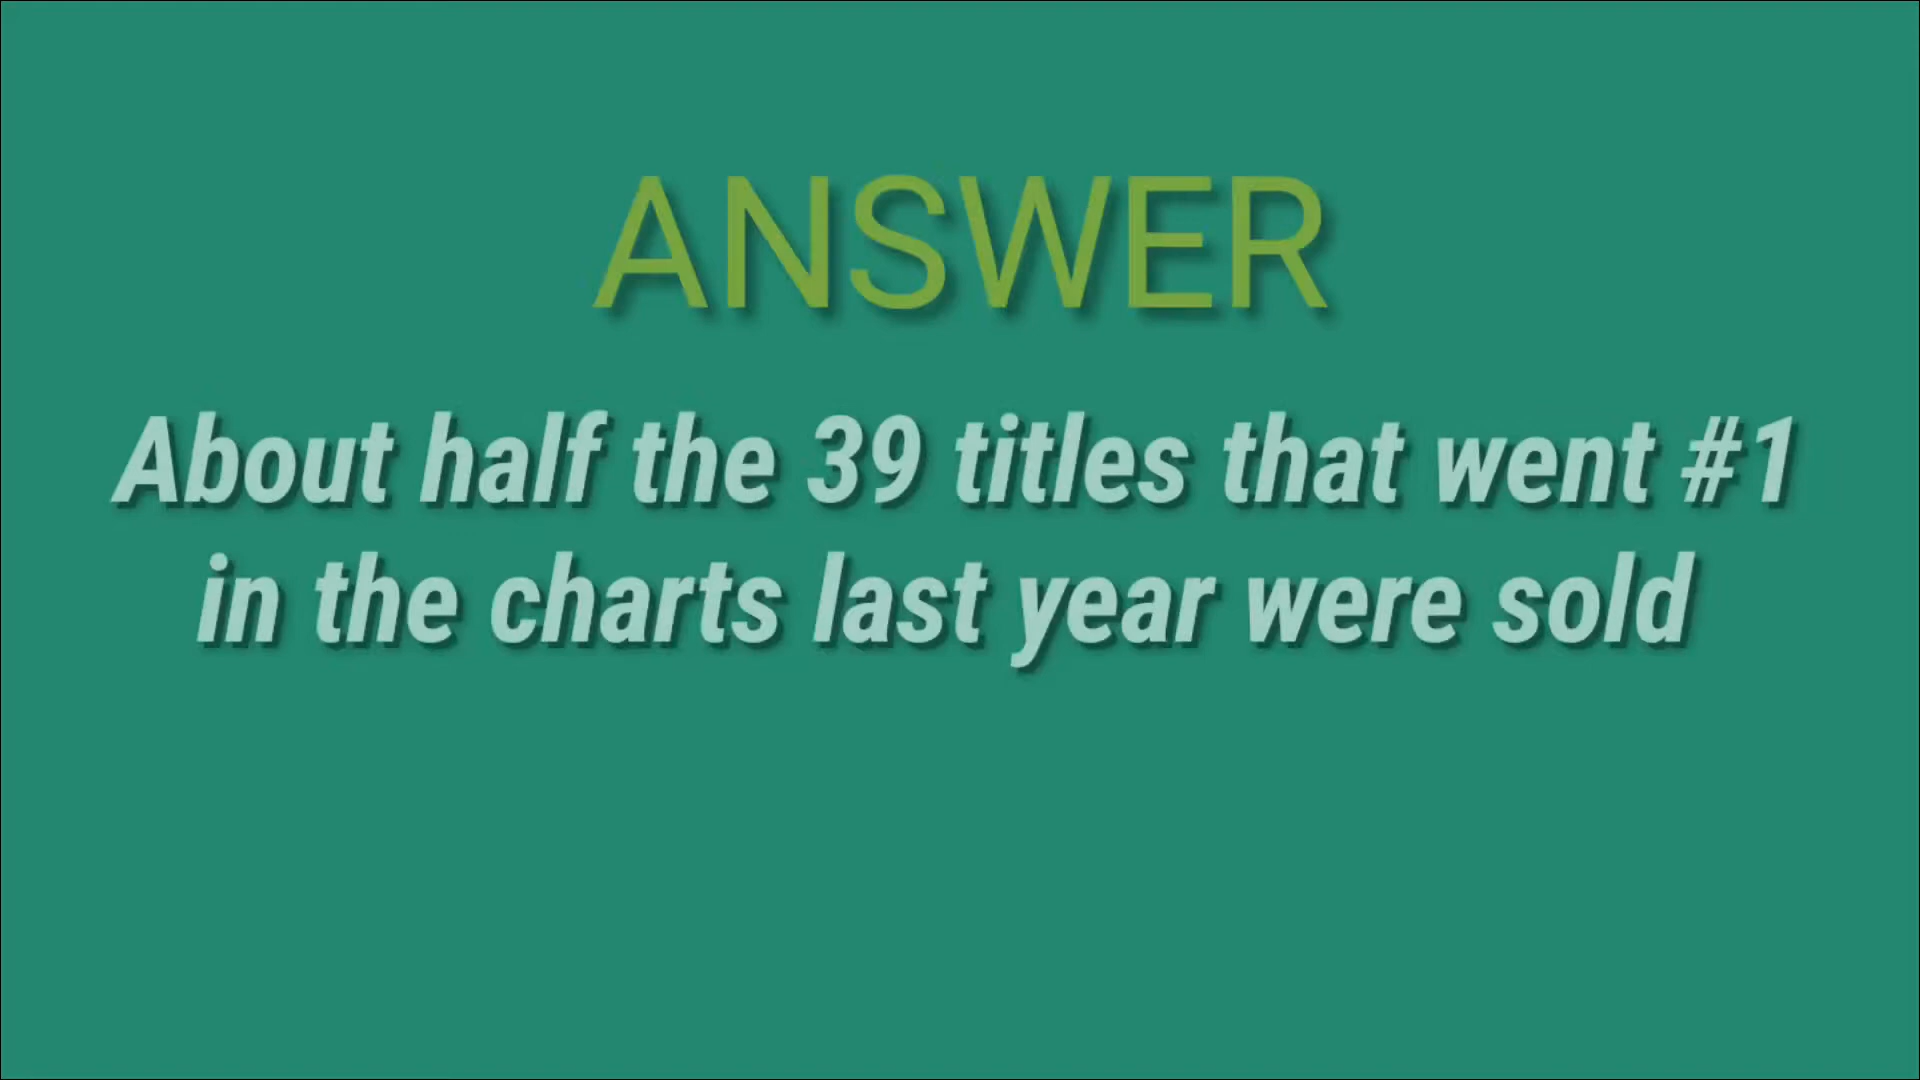 ANSWER
About half the 39 titles that went #1
in the charts last year were sold